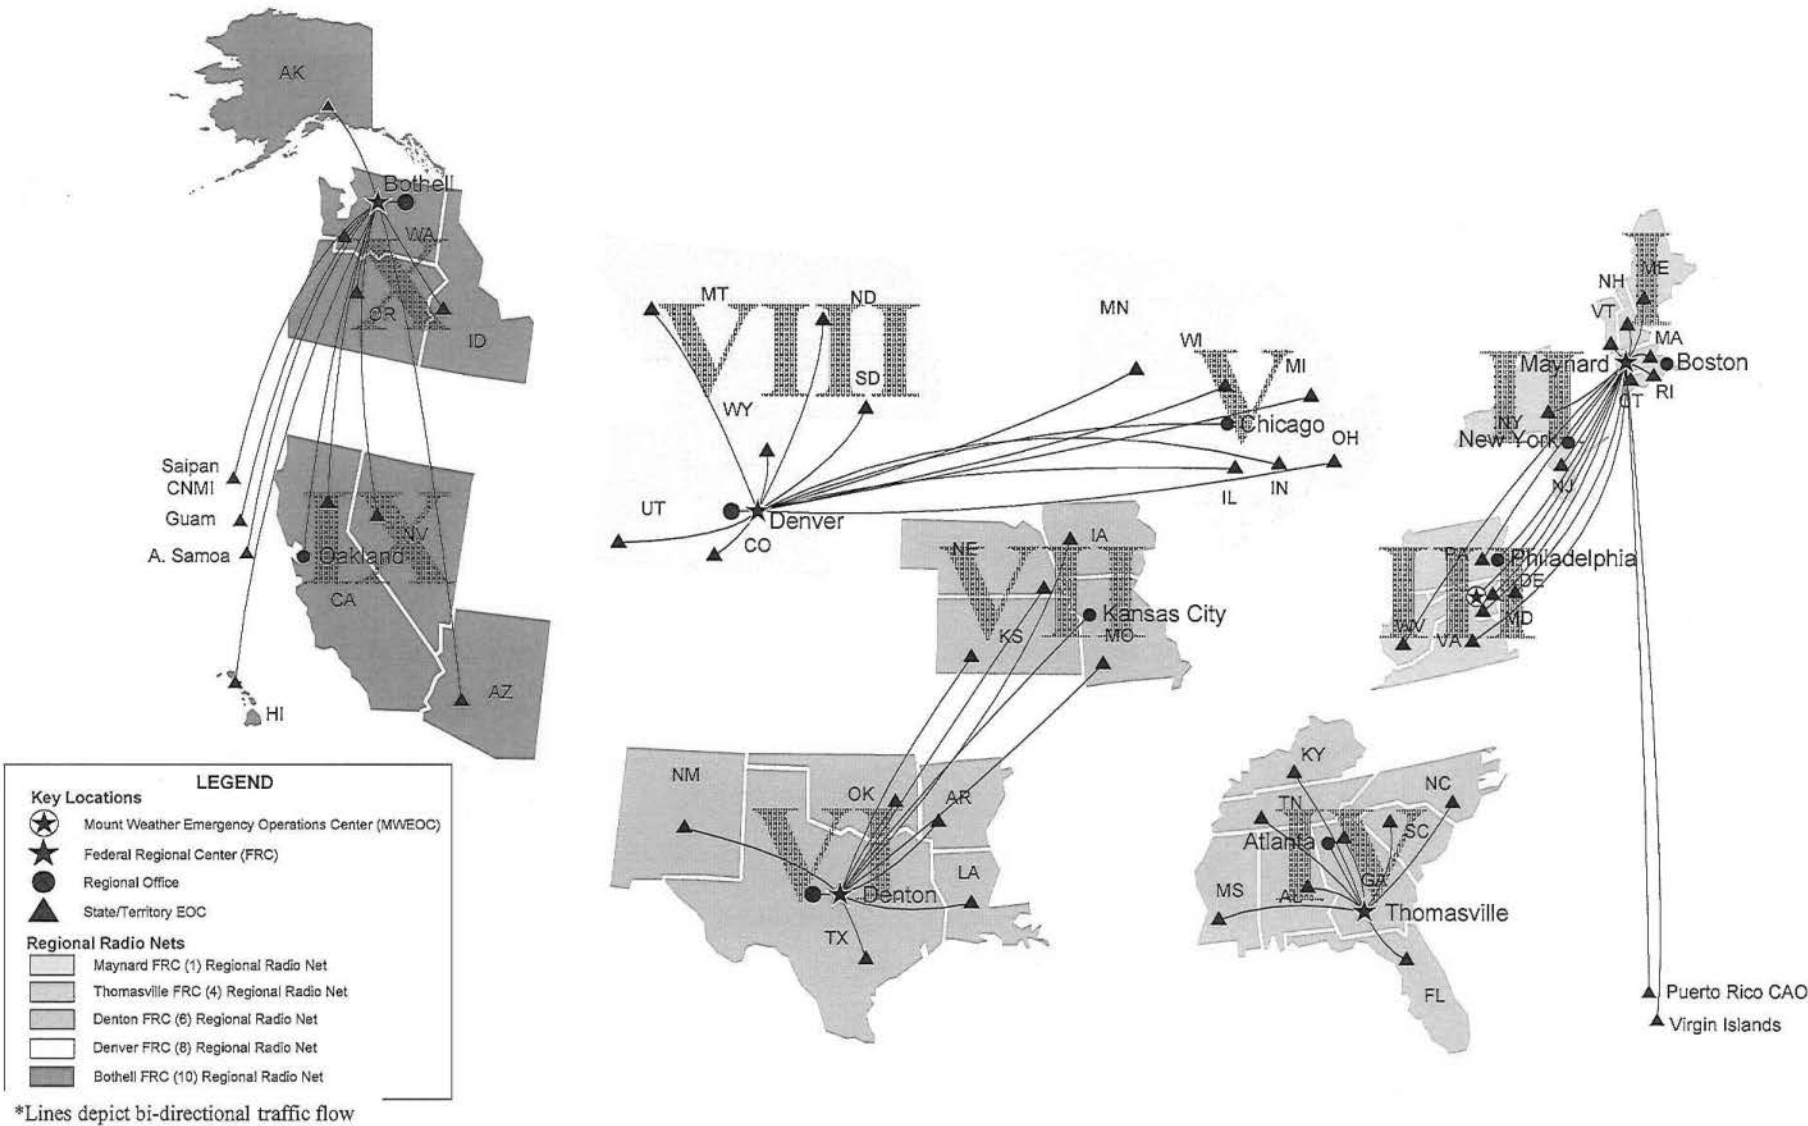 AK
Bothell
WA
X
OR
ID
Saipan
CNMI
Guam
A. Samoa
Oakland
IX
NV
CA
AZ
HI
MT
ND
VIII
SD
WY
UT
Denver
CO
MN
WI
V
MI
Chicago
OH
IL
IN
NE
IA
VII
Kansas City
KS
MO
NM
OK
AR
VI
Denton
LA
TX
KY
NC
TN
IV
SC
Atlanta
MS
AL
GA
Thomasville
FL
I
ME
NH
VT
MA
II
Maynard
Boston
RI
CT
NY
New York
NJ
PA
Philadelphia
III
DE
MD
WV
VA
Puerto Rico CAO
Virgin Islands
LEGEND
Key Locations
Mount Weather Emergency Operations Center (MWEOC)
Federal Regional Center (FRC)
Regional Office
State/Territory EOC
Regional Radio Nets
Maynard FRC (1) Regional Radio Net
Thomasville FRC (4) Regional Radio Net
Denton FRC (6) Regional Radio Net
Denver FRC (8) Regional Radio Net
Bothell FRC (10) Regional Radio Net
*Lines depict bi-directional traffic flow